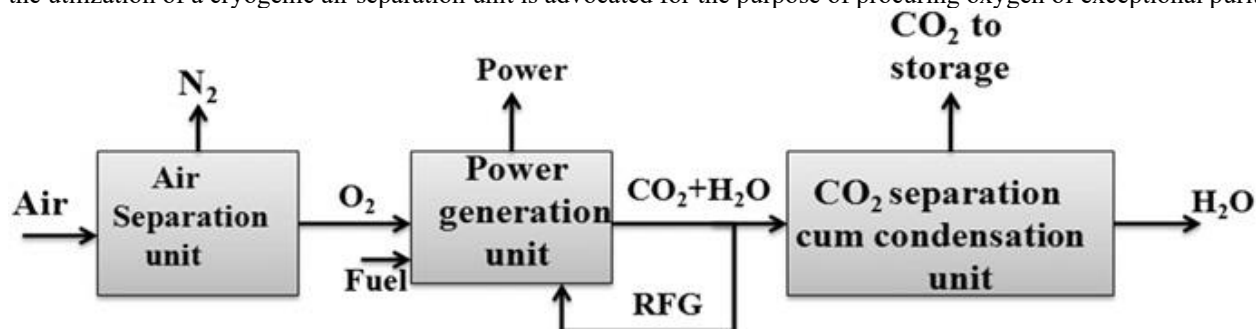 the utilization of a cryogenic air separation unit is advocated for the purpose of procuring oxygen of exceptional
CO₂ to
storage
Power
N₂
Air
Air
Separation
unit
O₂
Fuel
Power
generation
unit
CO₂+H₂O
RFG
CO₂ separation
cum condensation
unit
H₂O